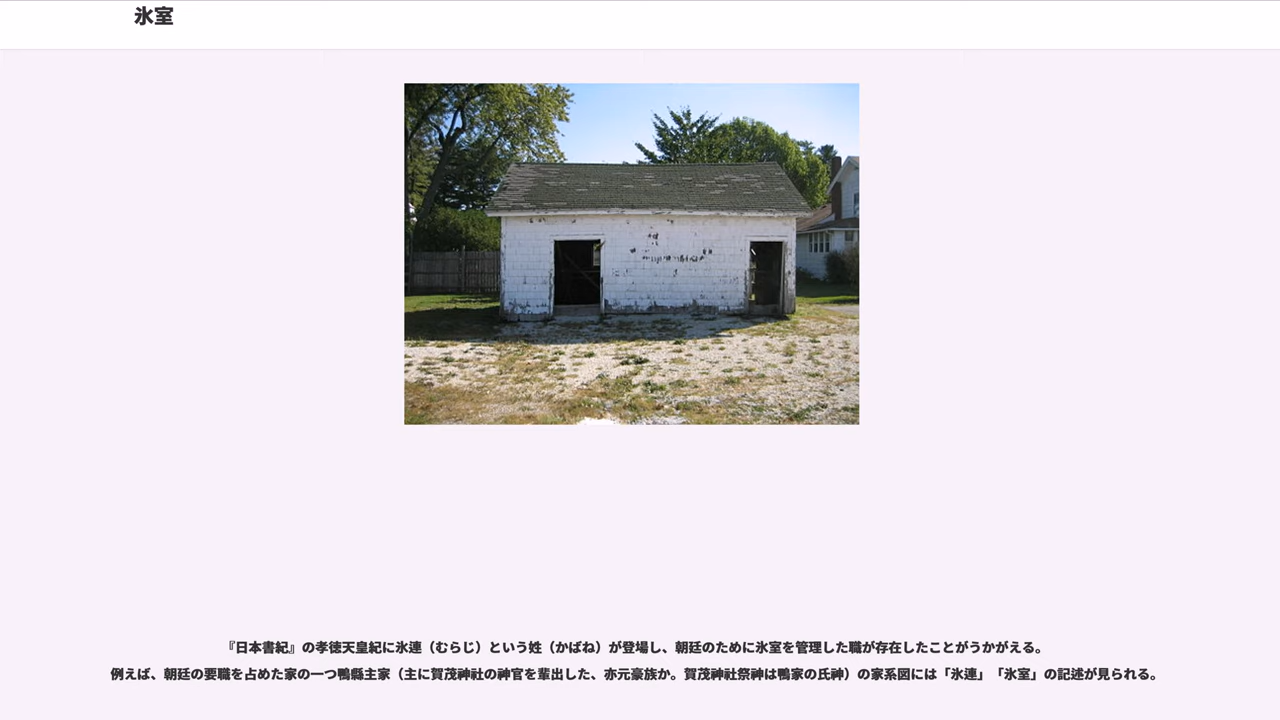 氷室
『日本書紀』の孝徳天皇紀に氷連（むらじ）という姓（かばね）が登場し、朝廷のために氷室を管理した職が存在したことがうかがえる。
例えば、朝廷の要職を占めた家の一つ鴨縣主家（主に賀茂神社の神官を輩出した、亦元豪族か。賀茂神社祭神は鴨家の氏神）の家系図には「氷連」「氷室」の記述が見られる。